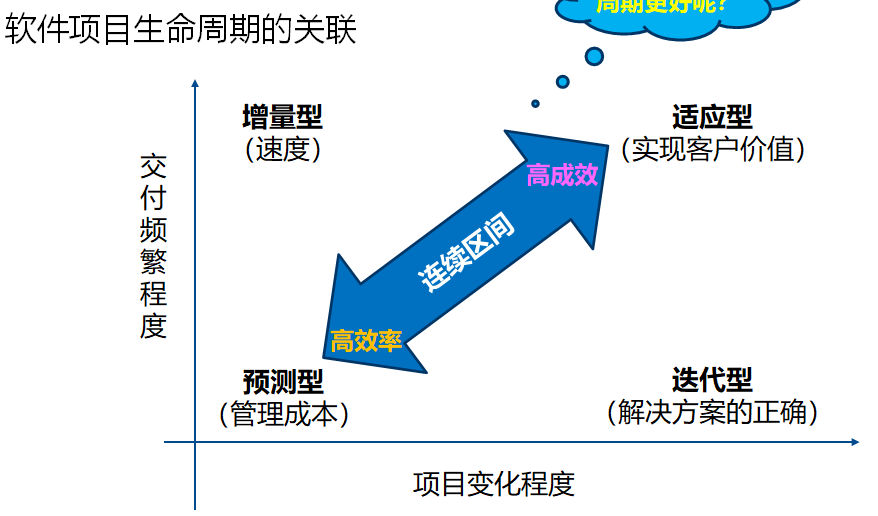 软件项目生命周期的关联
周期更好呢?
增量型
（速度）
适应型
（实现客户价值）
交付频繁程度
高成效
连续区间
高效率
预测型
（管理成本）
迭代型
（解决方案的正确）
项目变化程度